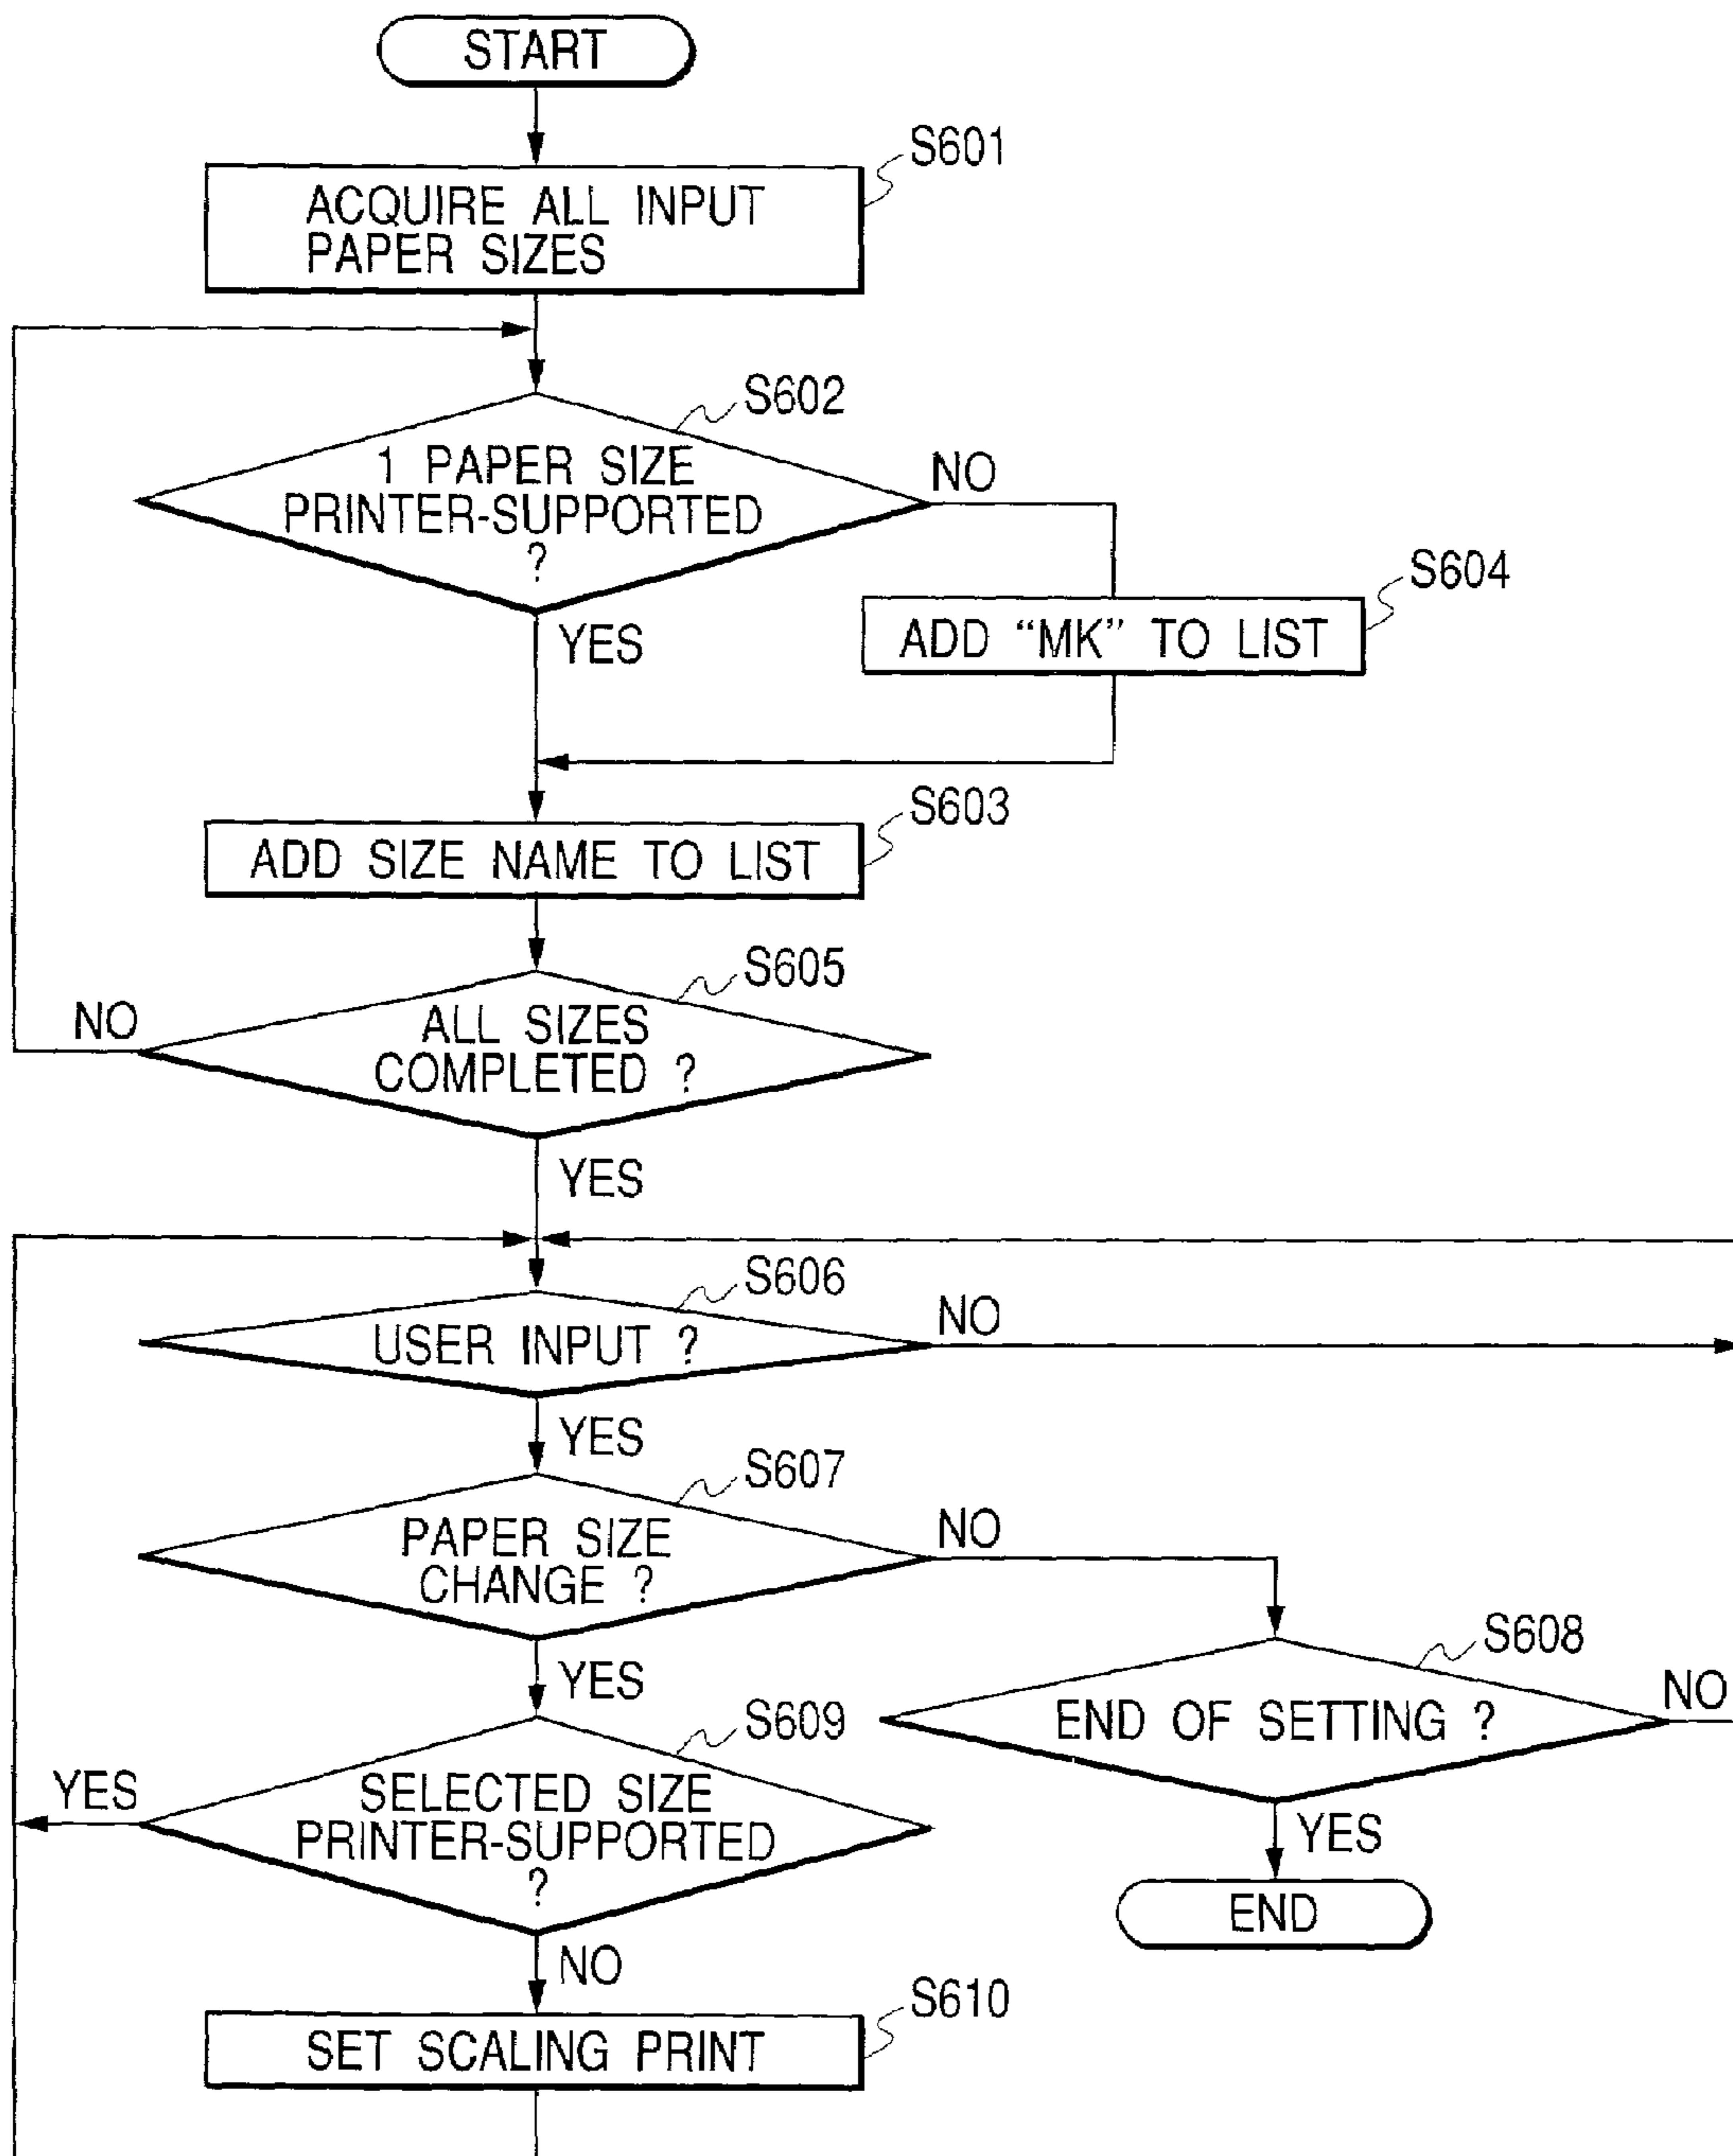 START
S601
ACQUIRE ALL INPUT
PAPER SIZES
S602
1 PAPER SIZE
PRINTER-SUPPORTED
?
NO
YES
S604
ADD “MK” TO LIST
S603
ADD SIZE NAME TO LIST
S605
ALL SIZES
COMPLETED ?
NO
YES
S606
USER INPUT ?
NO
YES
S607
PAPER SIZE
CHANGE ?
NO
YES
S608
END OF SETTING ?
NO
YES
END
S609
SELECTED SIZE
PRINTER-SUPPORTED
?
YES
NO
S610
SET SCALING PRINT